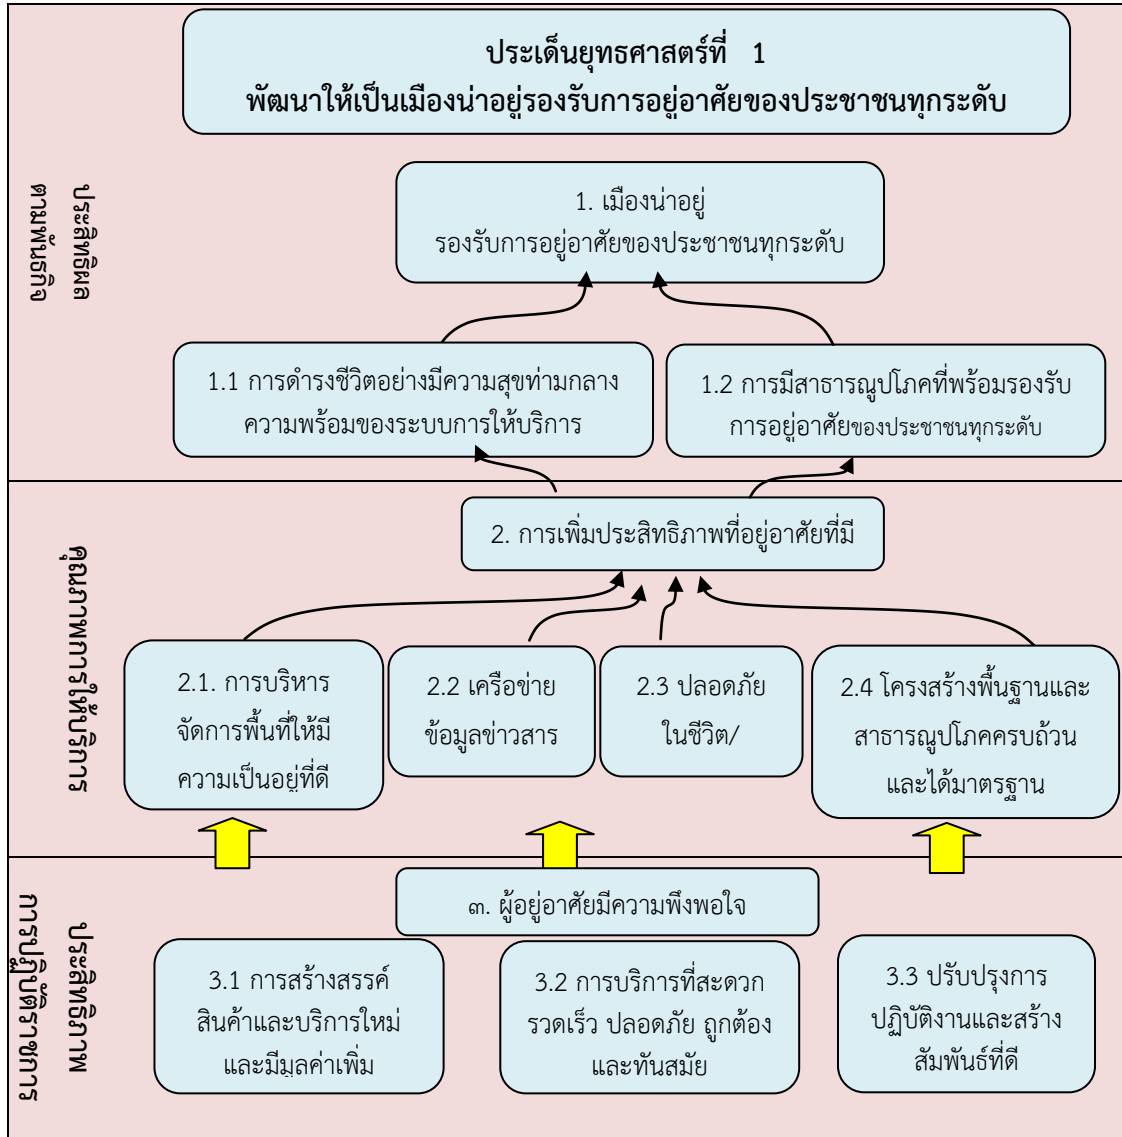 ประเด็นยุทธศาสตร์ที่ 1
พัฒนาให้เป็นเมืองน่าอยู่รองรับการอยู่อาศัยของประชาชนทุกระดับ
ประสิทธิผล
ตามพันธกิจ
1. เมืองน่าอยู่
รองรับการอยู่อาศัยของประชาชนทุกระดับ
1.1 การดำรงชีวิตอย่างมีความสุขท่ามกลาง
ความพร้อมของระบบการให้บริการ
1.2 การมีสาธารณูปโภคที่พร้อมรองรับ
การอยู่อาศัยของประชาชนทุกระดับ
คุณภาพการให้บริการ
2. การเพิ่มประสิทธิภาพที่อยู่อาศัยที่มี
2.1. การบริหาร
จัดการพื้นที่ให้มี
ความเป็นอยู่ที่ดี
2.2 เครือข่าย
ข้อมูลข่าวสาร
2.3 ปลอดภัย
ในชีวิต/
2.4 โครงสร้างพื้นฐานและ
สาธารณูปโภคครบถ้วน
และได้มาตรฐาน
ประสิทธิภาพ
การปฏิบัติราชการ
๓. ผู้อยู่อาศัยมีความพึงพอใจ
3.1 การสร้างสรรค์
สินค้าและบริการใหม่
และมีมูลค่าเพิ่ม
3.2 การบริการที่สะดวก
รวดเร็ว ปลอดภัย ถูกต้อง
และทันสมัย
3.3 ปรับปรุงการ
ปฏิบัติงานและสร้าง
สัมพันธ์ที่ดี